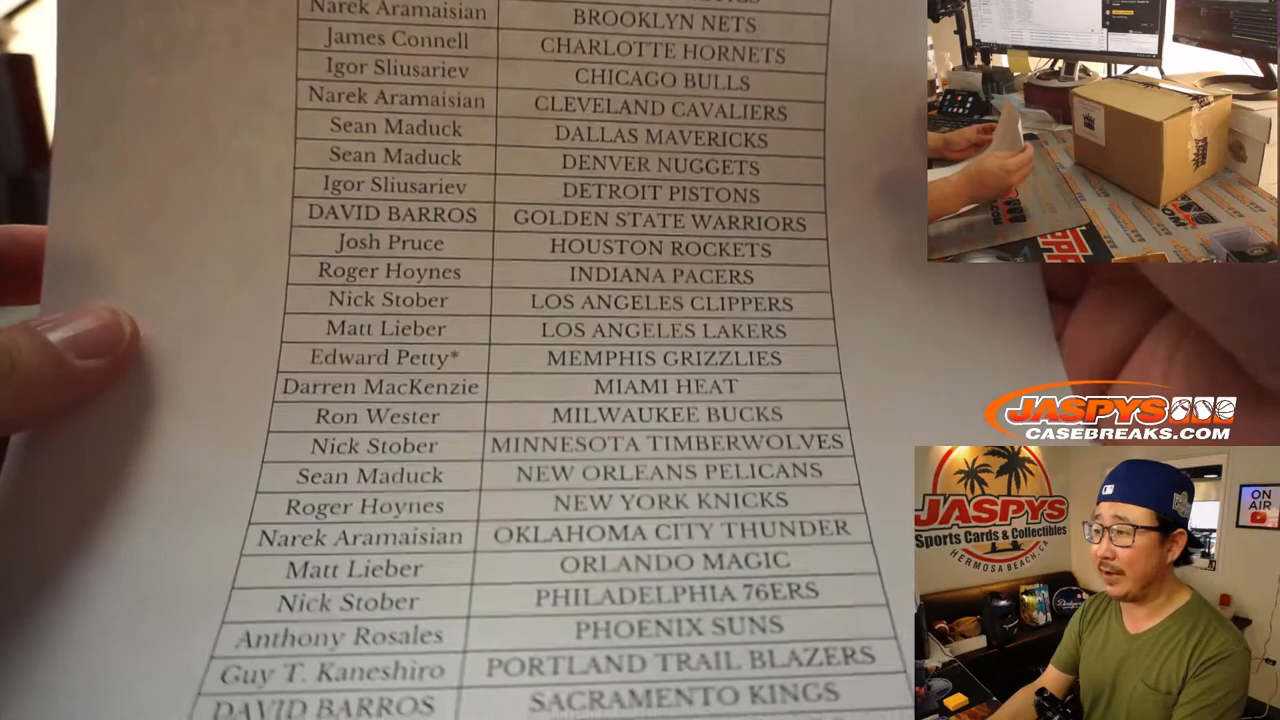 Narek Aramaisian BROOKLYN NETS
James Connell CHARLOTTE HORNETS
Igor Sliusariev CHICAGO BULLS
Narek Aramaisian CLEVELAND CAVALIERS
Sean Maduck DALLAS MAVERICKS
Sean Maduck DENVER NUGGETS
Igor Sliusariev DETROIT PISTONS
DAVID BARROS GOLDEN STATE WARRIORS
Josh Pruce HOUSTON ROCKETS
Roger Hoynes INDIANA PACERS
Nick Stober LOS ANGELES CLIPPERS
Matt Lieber LOS ANGELES LAKERS
Edward Petty* MEMPHIS GRIZZLIES
Darren MacKenzie MIAMI HEAT
Ron Wester MILWAUKEE BUCKS
Nick Stober MINNESOTA TIMBERWOLVES
Sean Maduck NEW ORLEANS PELICANS
Roger Hoynes NEW YORK KNICKS
Narek Aramaisian OKLAHOMA CITY THUNDER
Matt Lieber ORLANDO MAGIC
Nick Stober PHILADELPHIA 76ERS
Anthony Rosales PHOENIX SUNS
Guy T. Kaneshiro PORTLAND TRAIL BLAZERS
DAVID BARROS SACRAMENTO KINGS
JASPYS
CASEBREAKS.COM
JASPYS
Sports Cards & Collectibles
HERMOSA BEACH, CA
ON
AIR
Dodgers